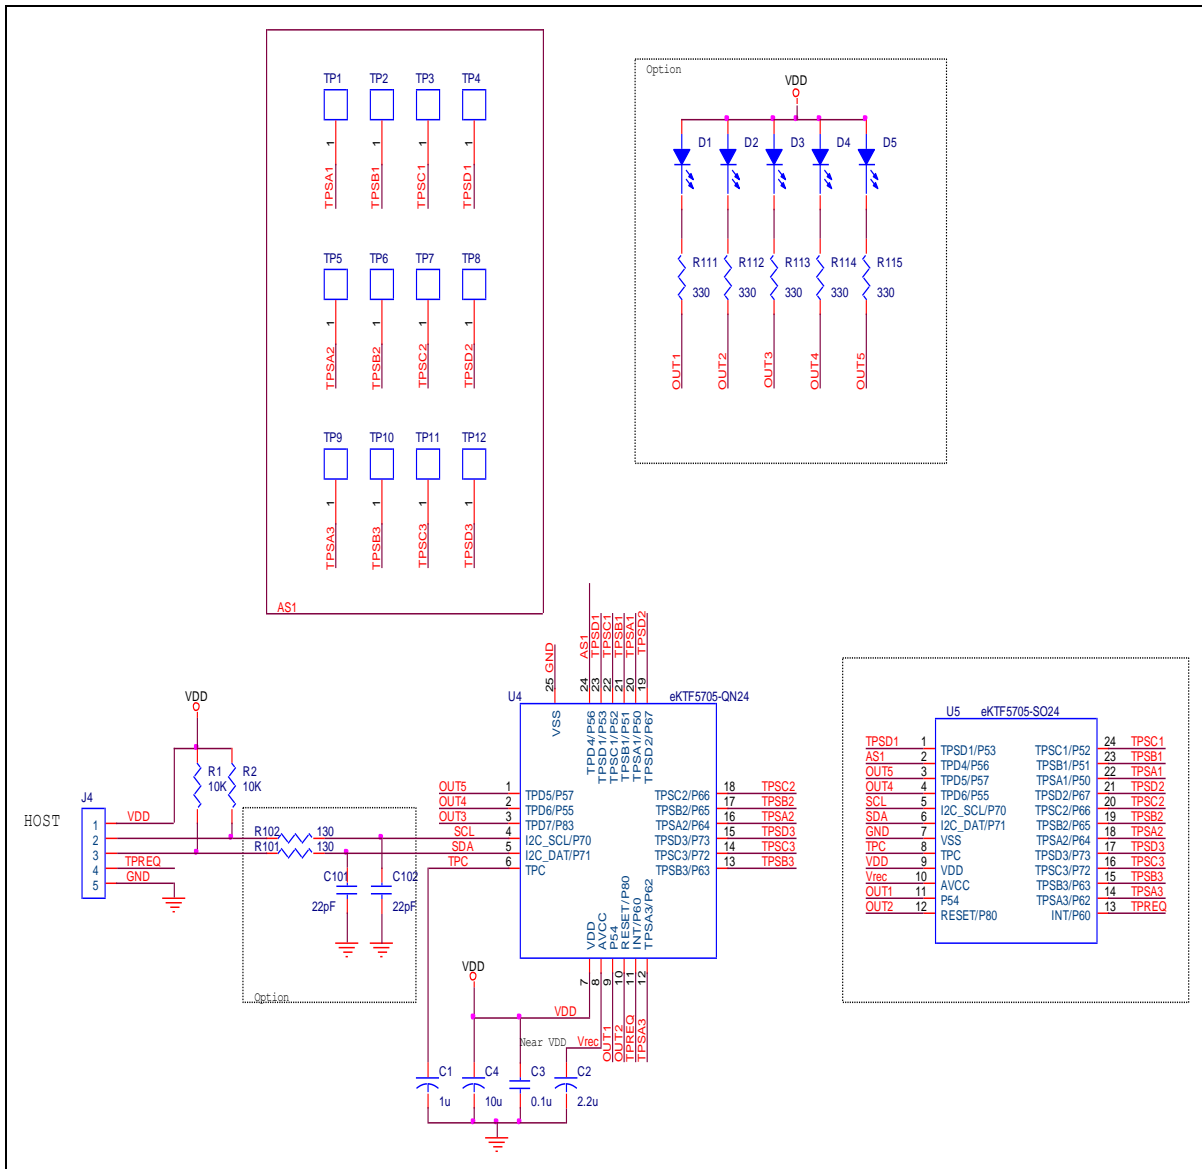 TP1 TP2 TP3 TP4
1 1 1 1
TPSA1 TPSB1 TPSC1 TPSD1
TP5 TP6 TP7 TP8
1 1 1 1
TPSA2 TPSB2 TPSC2 TPSD2
TP9 TP10 TP11 TP12
1 1 1 1
TPSA3 TPSB3 TPSC3 TPSD3
AS1
Option
VDD
D1 D2 D3 D4 D5
R111 R112 R113 R114 R115
330 330 330 330 330
OUT1 OUT2 OUT3 OUT4 OUT5
HOST
J4
1 VDD
2
3
4 TPREQ
5 GND
VDD
R1 R2
10K 10K
R102 130
R101 130
C101 C102
22pF 22pF
Option
U4 eKTF5705-QN24
GND AS1 TPSD1 TPSC1 TPSB1 TPSA1 TPSD2
25 24 23 22 21 20 19
VSS TPD4/P56 TPSD1/P53 TPSC1/P52 TPSB1/P51 TPSA1/P50 TPSD2/P67
OUT5 1 TPD5/P57
OUT4 2 TPD6/P55
OUT3 3 TPD7/P83
SCL 4 I2C_SCL/P70
SDA 5 I2C_DAT/P71
TPC 6 TPC
TPSC2/P66 18 TPSC2
TPSB2/P65 17 TPSB2
TPSA2/P64 16 TPSA2
TPSD3/P73 15 TPSD3
TPSC3/P72 14 TPSC3
TPSB3/P63 13 TPSB3
VDD AVCC P54 RESET/P80 INT/P60 TPSA3/P62
7 8 9 10 11 12
OUT1 OUT2 TPREQ TPSA3
VDD
VDD
Near VDD Vrec
C1 C4 C3 C2
1u 10u 0.1u 2.2u
U5 eKTF5705-SO24
TPSD1 1 TPSD1/P53
AS1 2 TPD4/P56
OUT5 3 TPD5/P57
OUT4 4 TPD6/P55
SCL 5 I2C_SCL/P70
SDA 6 I2C_DAT/P71
GND 7 VSS
TPC 8 TPC
VDD 9 VDD
Vrec 10 AVCC
OUT1 11 P54
OUT2 12 RESET/P80
TPSC1/P52 24 TPSC1
TPSB1/P51 23 TPSB1
TPSA1/P50 22 TPSA1
TPSD2/P67 21 TPSD2
TPSC2/P66 20 TPSC2
TPSB2/P65 19 TPSB2
TPSA2/P64 18 TPSA2
TPSD3/P73 17 TPSD3
TPSC3/P72 16 TPSC3
TPSB3/P63 15 TPSB3
TPSA3/P62 14 TPSA3
INT/P60 13 TPREQ